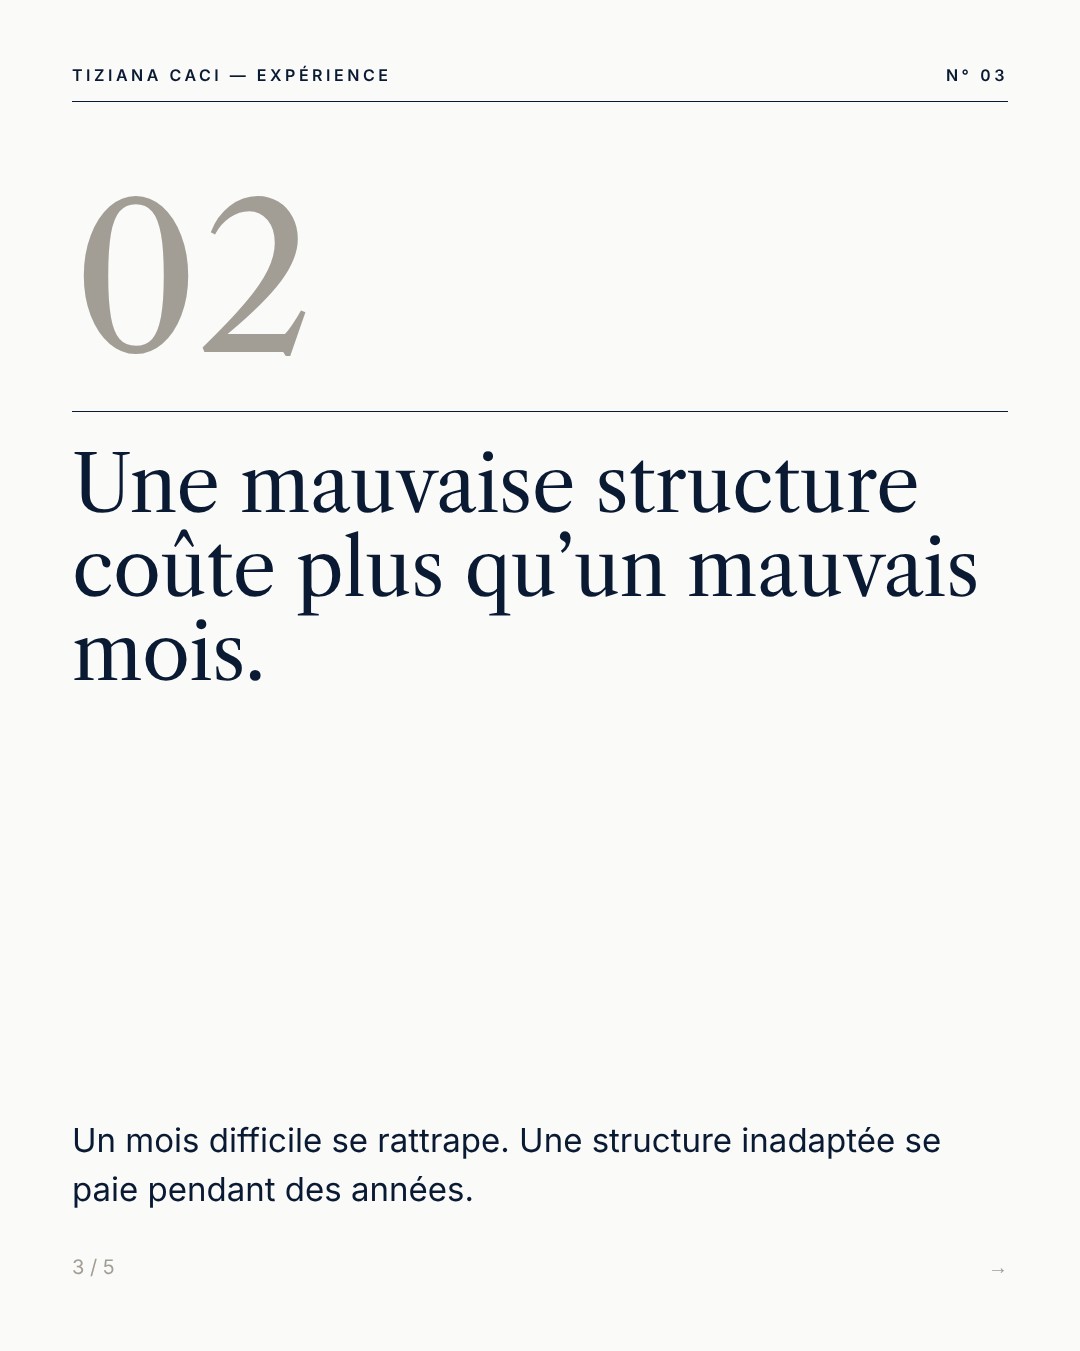 TIZIANA CACI — EXPÉRIENCE
N° 03
02
Une mauvaise structure
coûte plus qu’un mauvais
mois.
Un mois difficile se rattrape. Une structure inadaptée se
paie pendant des années.
3 / 5
→